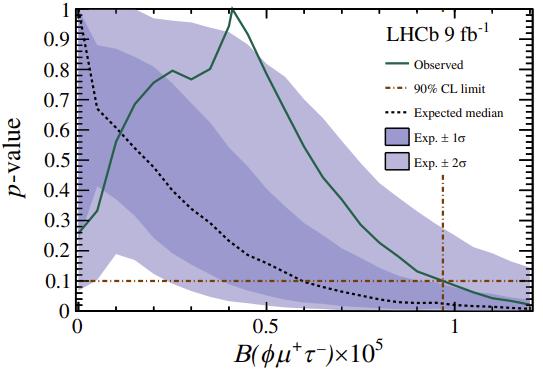 1
0.9
0.8
0.7
0.6
0.5
0.4
0.3
0.2
0.1
0
p-value
LHCb 9 fb⁻¹
Observed
90% CL limit
Expected median
Exp. ± 1σ
Exp. ± 2σ
0 0.5 1
B(ϕμ⁺τ⁻)×10⁵